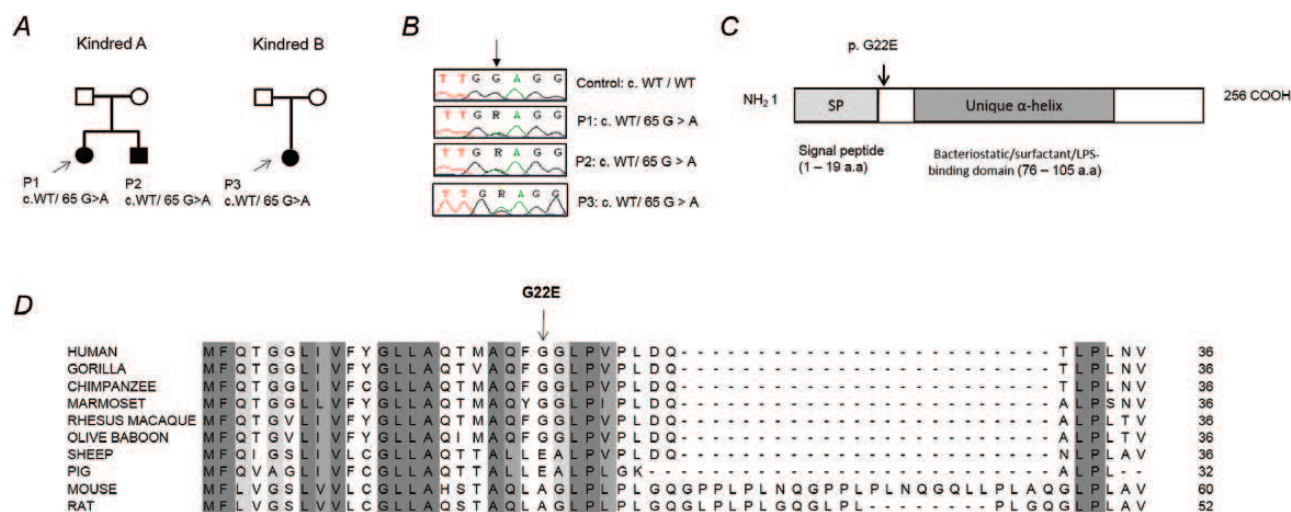 A
Kindred A
Kindred B
P1
c.WT/ 65 G>A
P2
c.WT/ 65 G>A
P3
c.WT/ 65 G>A
B
T T G G A G G
Control: c. WT / WT
T T G R A G G
P1: c. WT/ 65 G > A
T T G R A G G
P2: c. WT/ 65 G > A
T T G R A G G
P3: c. WT/ 65 G > A
C
p. G22E
NH2 1
SP
Unique α-helix
256 COOH
Signal peptide
(1 – 19 a.a)
Bacteriostatic/surfactant/LPS-
binding domain (76 – 105 a.a)
D
G22E
HUMAN M F Q T G G L I V F Y G L L A Q T M A Q F G G L P V P L D Q - - - - - - - - - - - - - - - - - - - - - - - - T L P L N V 36
GORILLA M F Q T G G L I V F Y G L L A Q T V A Q F G G L P V P L D Q - - - - - - - - - - - - - - - - - - - - - - - - T L P L N V 36
CHIMPANZEE M F Q T G G L I V F C G L L A Q T M A Q F G G L P V P L D Q - - - - - - - - - - - - - - - - - - - - - - - - T L P L N V 36
MARMOSET M F Q T G G L L V F C G L L A Q T M A Q Y G G L P V P L D Q - - - - - - - - - - - - - - - - - - - - - - - - A L P S N V 36
RHESUS MACAQUE M F Q T G V L I V F Y G L L A Q T M A Q F G G L P V P L D Q - - - - - - - - - - - - - - - - - - - - - - - - A L P L T V 36
OLIVE BABOON M F Q T G V L I V F Y G L L A Q I M A Q F G G L P V P L D Q - - - - - - - - - - - - - - - - - - - - - - - - A L P L T V 36
SHEEP M F Q I G S L I V F C G L L A Q T T A L L E A L P V P L D Q - - - - - - - - - - - - - - - - - - - - - - - - N L P L A V 36
PIG M F Q V A G L I V F C G L L A Q T T A L L E A L P L G K - - - - - - - - - - - - - - - - - - - - - - - - - - A L P L - - 32
MOUSE M F L V G S L V V L C G L L A H S T A Q L A G L P L P L G Q G P P L P L N Q G P P L P L N Q G Q L L P L A Q G L P L A V 60
RAT M F L V G S L V V L C G L L A Q S T A Q L A G L P L P L G Q G L P L P L G Q G L P L - - - - - - - - P L G Q G L P L A V 52